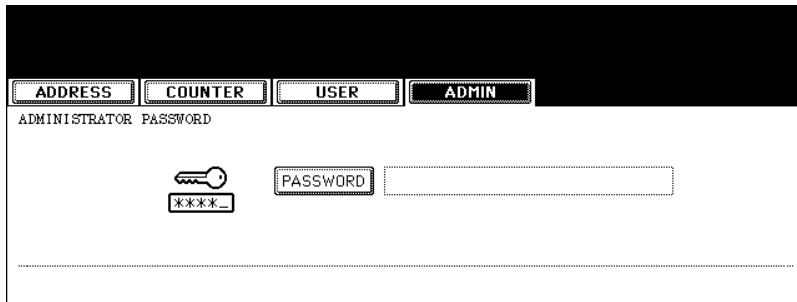 ADDRESS COUNTER USER ADMIN
ADMINISTRATOR PASSWORD
PASSWORD
****_